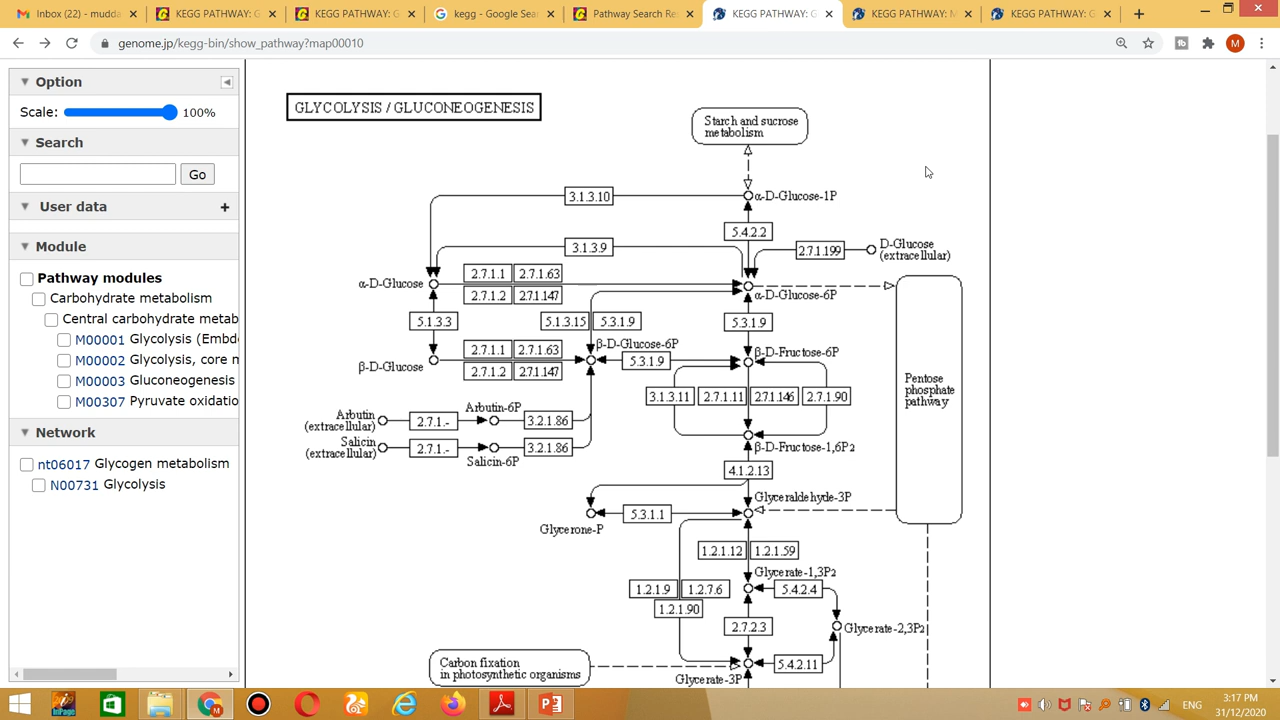 Inbox (22) - mudda
KEGG PATHWAY: G
KEGG PATHWAY: G
kegg - Google Sea
Pathway Search Re
KEGG PATHWAY: G
KEGG PATHWAY: M
KEGG PATHWAY: G
genome.jp/kegg-bin/show_pathway?map00010
M
Option
Scale: 100%
Search
Go
User data +
Module
Pathway modules
Carbohydrate metabolism
Central carbohydrate metab
M00001 Glycolysis (Embd
M00002 Glycolysis, core m
M00003 Gluconeogenesis
M00307 Pyruvate oxidatio
Network
nt06017 Glycogen metabolism
N00731 Glycolysis
GLYCOLYSIS / GLUCONEOGENESIS
Starch and sucrose
metabolism
3.1.3.10
α-D-Glucose-1P
5.4.2.2
3.1.3.9
2.7.1.199
D-Glucose
(extracellular)
α-D-Glucose
2.7.1.1 2.7.1.63
2.7.1.2 2.7.1.147
α-D-Glucose-6P
5.1.3.3
5.1.3.15 5.3.1.9
5.3.1.9
β-D-Glucose
2.7.1.1 2.7.1.63
2.7.1.2 2.7.1.147
β-D-Glucose-6P
5.3.1.9
β-D-Fructose-6P
Pentose
phosphate
pathway
3.1.3.11 2.7.1.11 2.7.1.146 2.7.1.90
Arbutin
(extracellular)
2.7.1.-
Arbutin-6P
3.2.1.86
Salicin
(extracellular)
2.7.1.-
Salicin-6P
3.2.1.86
β-D-Fructose-1,6P2
4.1.2.13
Glyceraldehyde-3P
Glycerone-P
5.3.1.1
1.2.1.12 1.2.1.59
Glycerate-1,3P2
1.2.1.9 1.2.7.6
1.2.1.90
5.4.2.4
2.7.2.3
Glycerate-2,3P2
5.4.2.11
Carbon fixation
in photosynthetic organisms
Glycerate-3P
ENG
3:17 PM
31/12/2020